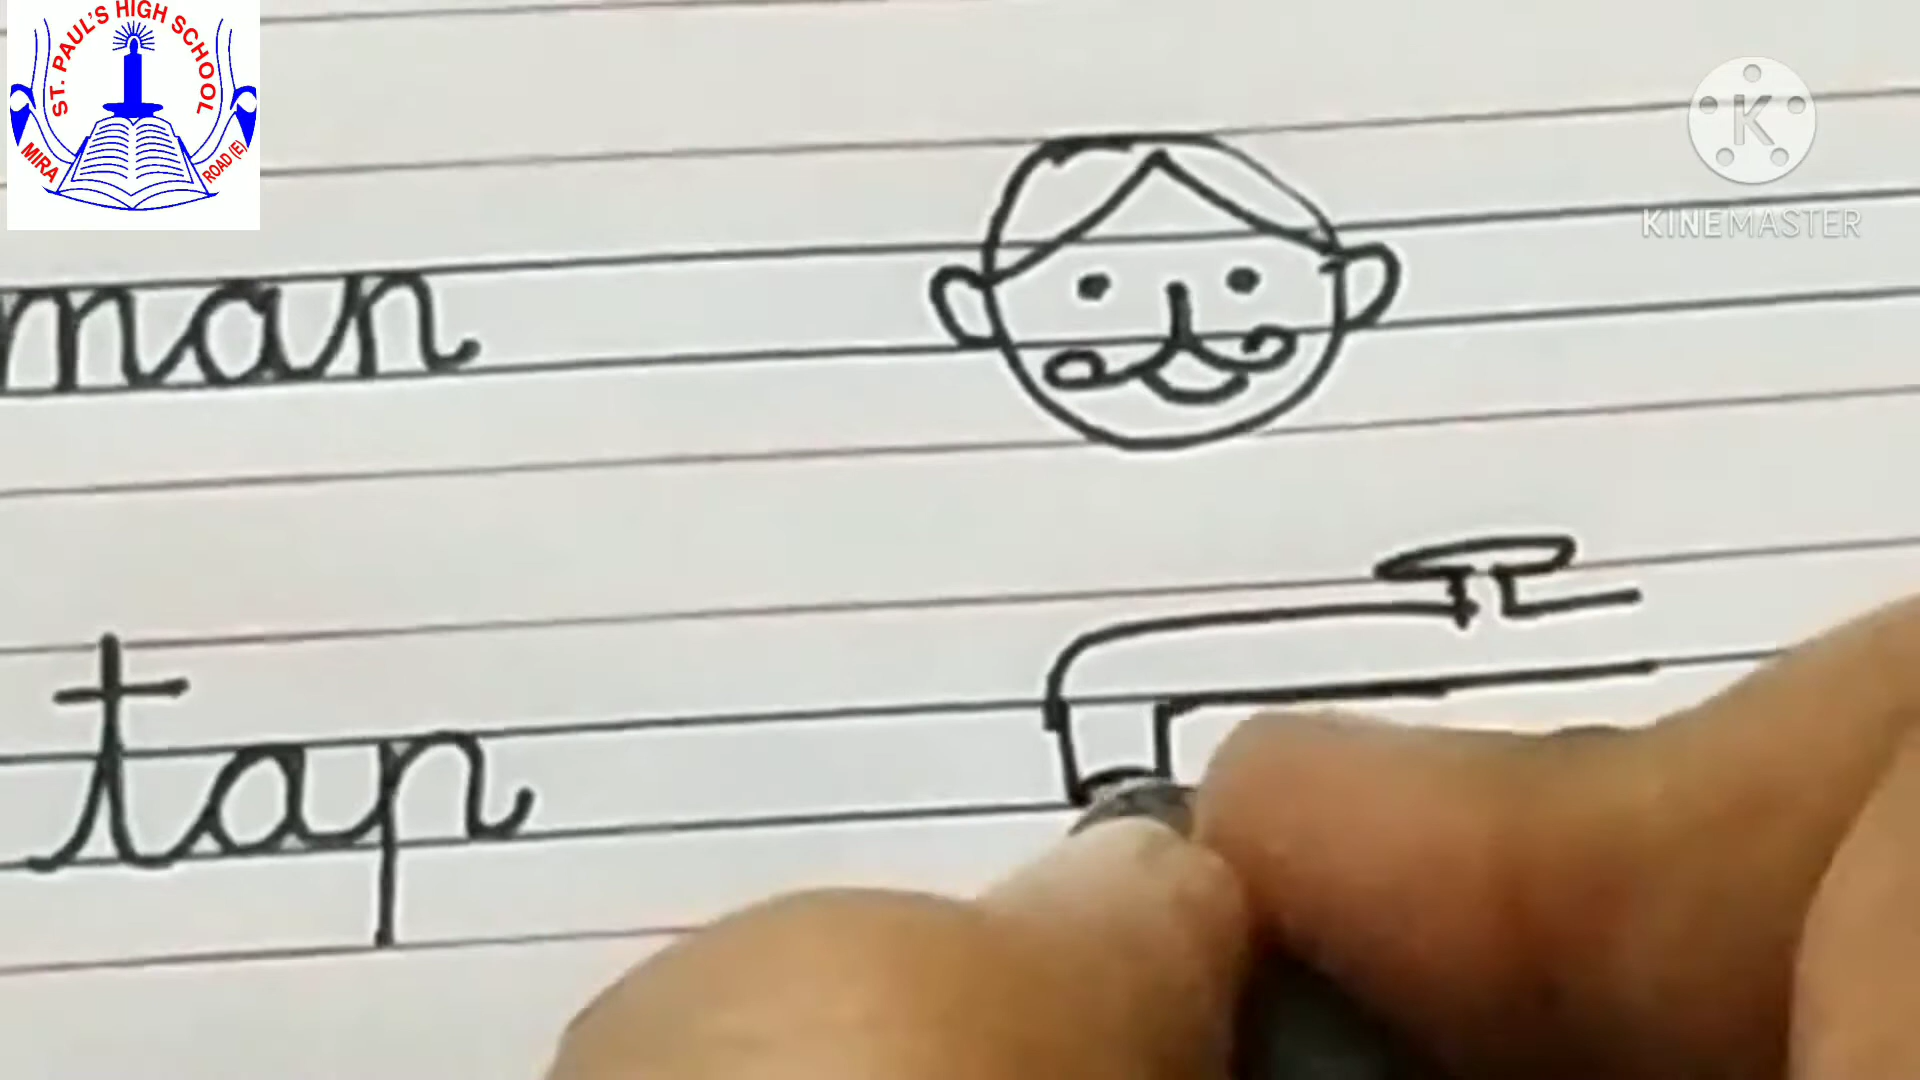 ST. PAUL'S HIGH SCHOOL
MIRA ROAD (E)
K
KINEMASTER
man
tap